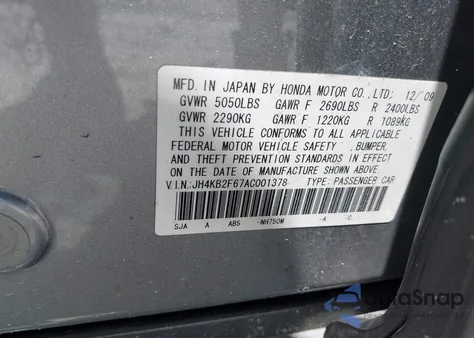 MFD. IN JAPAN BY HONDA MOTOR CO., LTD; 12/'09
GVWR 5050LBS GAWR F 2690LBS R 2400LBS
GVWR 2290KG GAWR F 1220KG R 1089KG
THIS VEHICLE CONFORMS TO ALL APPLICABLE
FEDERAL MOTOR VEHICLE SAFETY , BUMPER,
AND THEFT PREVENTION STANDARDS IN EFFECT
ON THE DATE OF MANUFACTURE SHOWN ABOVE.
V.I.N.:JH4KB2F67AC001378 TYPE: PASSENGER CAR
SJA A AB5 -NH750M -A -C
AutoSnap